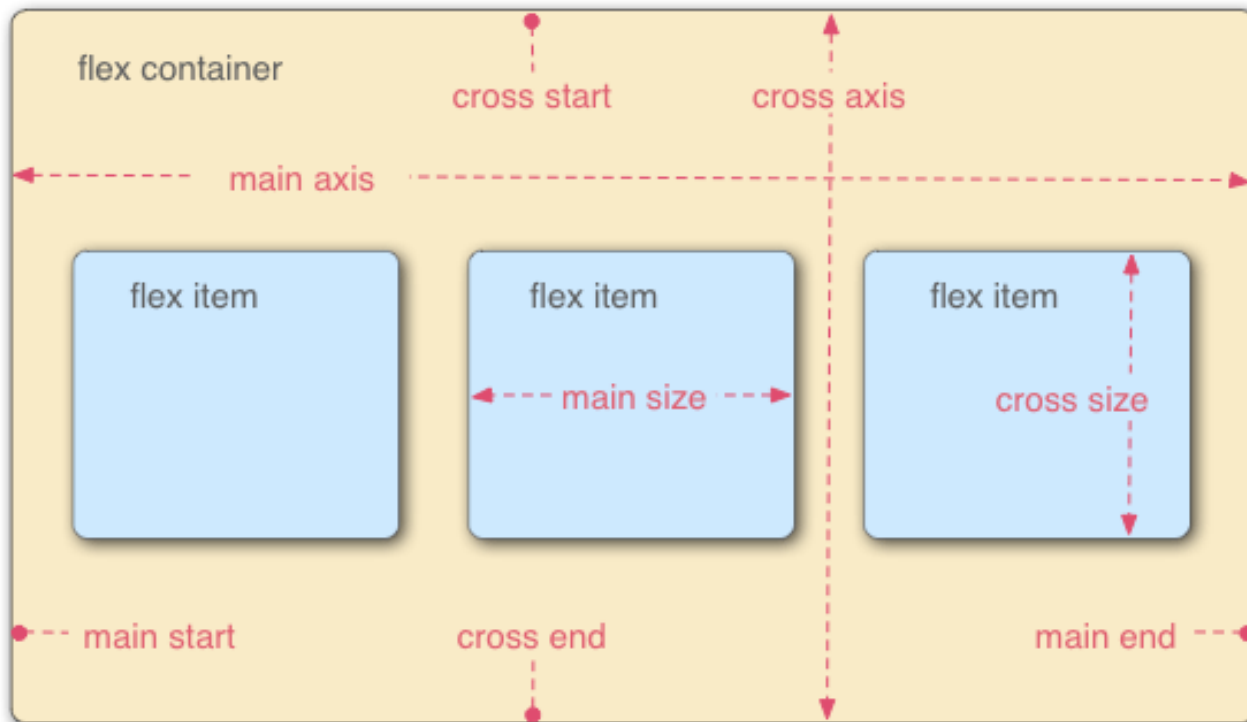 flex container
cross start
cross axis
main axis
flex item
flex item
flex item
main size
cross size
main start
cross end
main end